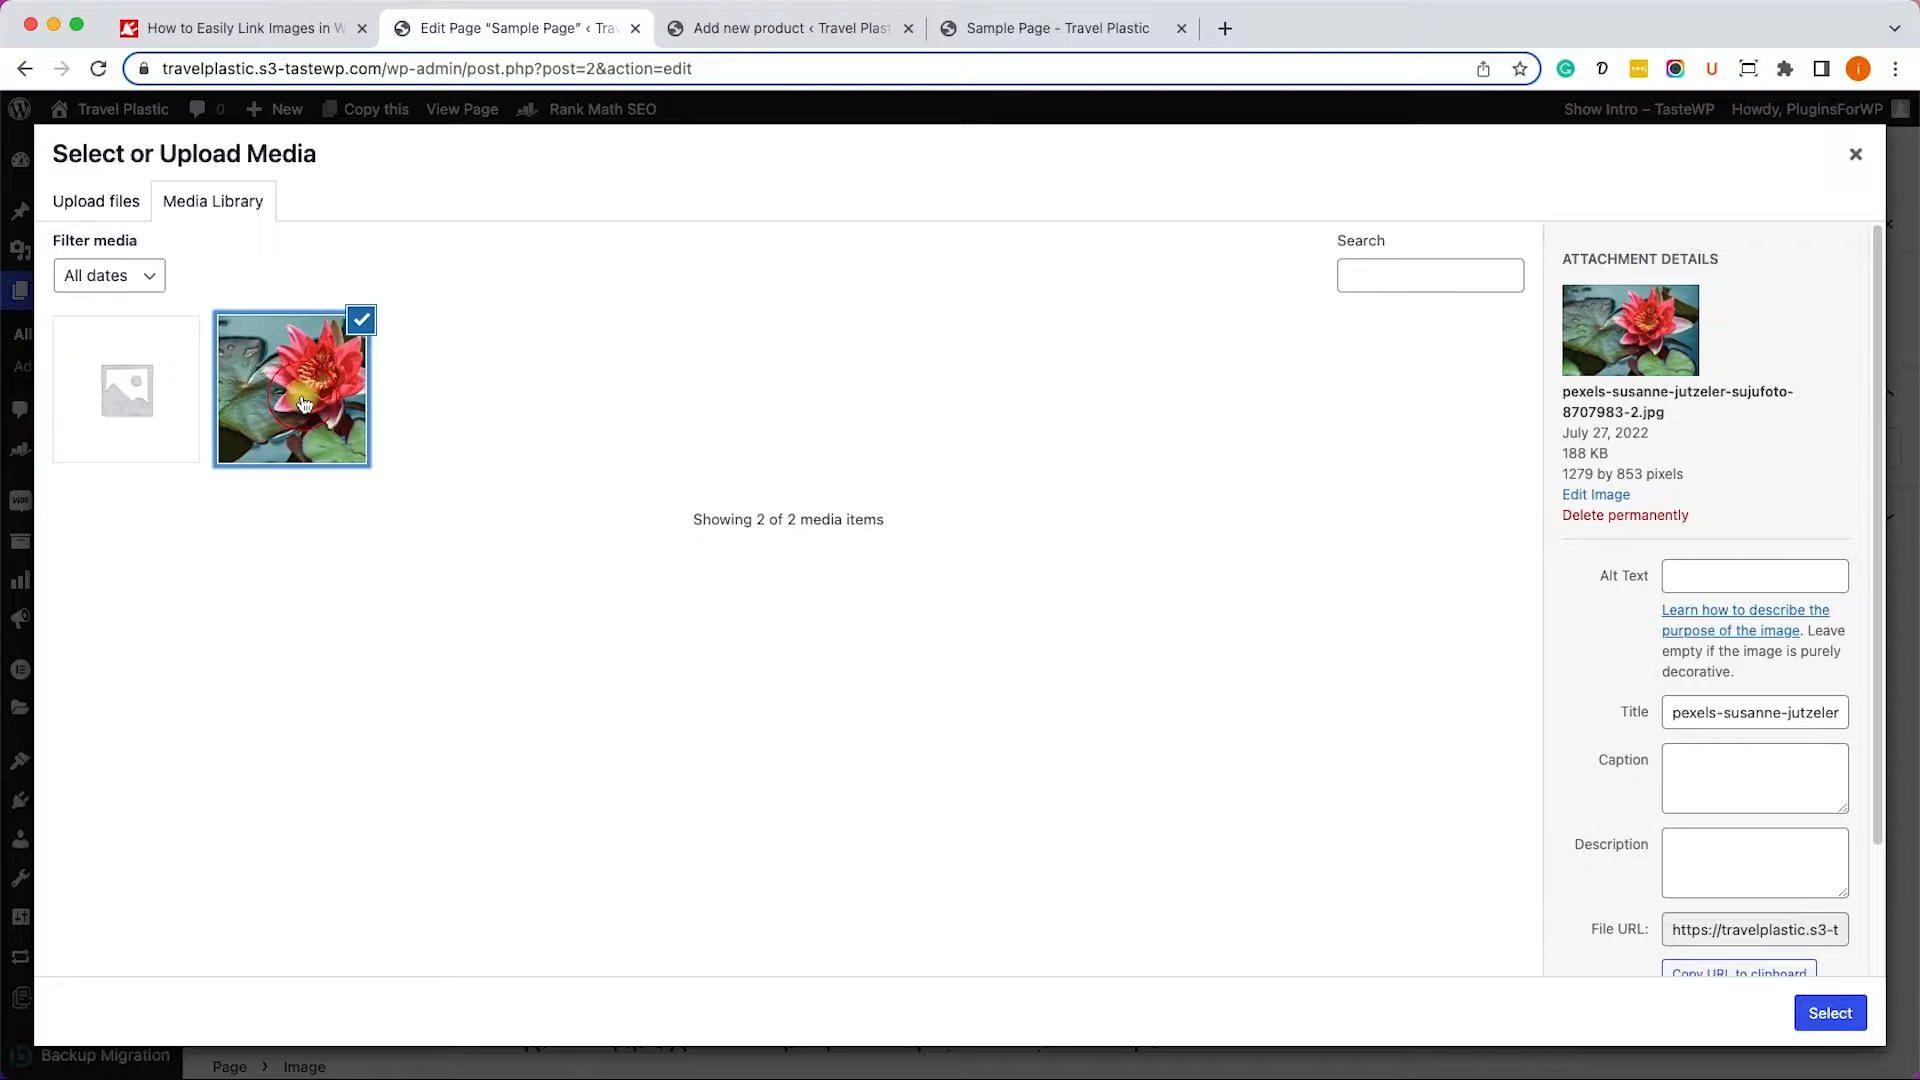 How to Easily Link Images in W
Edit Page “Sample Page” ‹ Tra
Add new product ‹ Travel Plast
Sample Page - Travel Plastic
travelplastic.s3-tastewp.com/wp-admin/post.php?post=2&action=edit
Travel Plastic
0
New
Copy this
View Page
Rank Math SEO
Show Intro – TasteWP
Howdy, PluginsForWP
Select or Upload Media
Upload files
Media Library
Filter media
All dates
Search
ATTACHMENT DETAILS
pexels-susanne-jutzeler-sujufoto-
8707983-2.jpg
July 27, 2022
188 KB
1279 by 853 pixels
Edit Image
Delete permanently
Showing 2 of 2 media items
All
Ad
Alt Text
Learn how to describe the
purpose of the image. Leave
empty if the image is purely
decorative.
Title
pexels-susanne-jutzeler
Caption
Description
File URL:
https://travelplastic.s3-t
Copy URL to clipboard
Select
Backup Migration
Page › Image